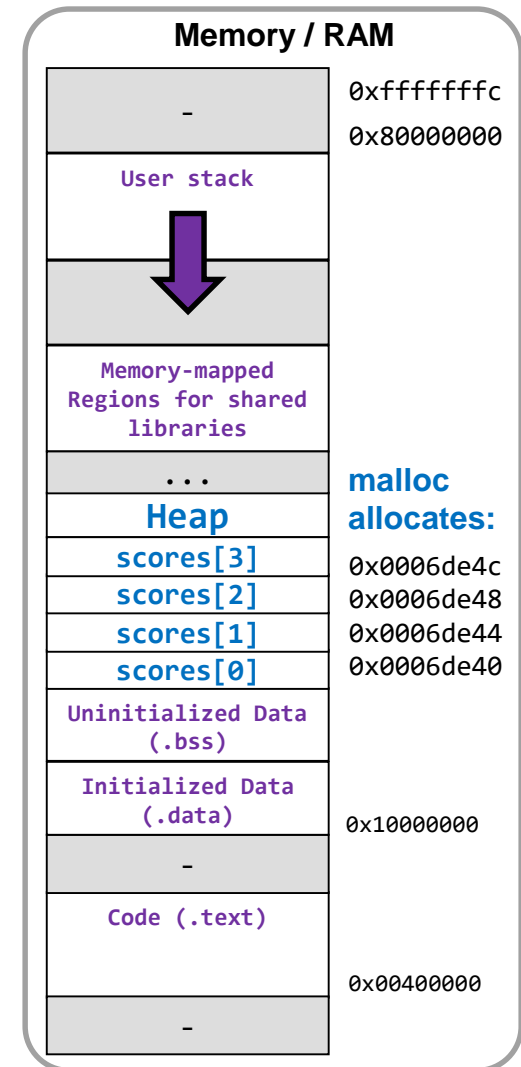 Memory / RAM
0xfffffffc
-
0x80000000
User stack
Memory-mapped
Regions for shared
libraries
...
malloc
Heap
allocates:
scores[3]
0x0006de4c
scores[2]
0x0006de48
scores[1]
0x0006de44
scores[0]
0x0006de40
Uninitialized Data
(.bss)
Initialized Data
(.data)
0x10000000
-
Code (.text)
0x00400000
-